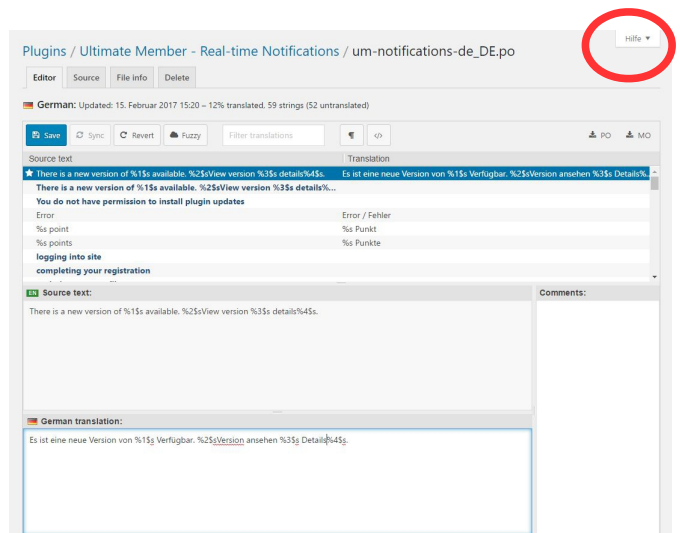 Hilfe ▼
Plugins / Ultimate Member - Real-time Notifications / um-notifications-de_DE.po
Editor Source File info Delete
German: Updated: 15. Februar 2017 15:20 – 12% translated. 59 strings (52 untranslated)
Save Sync Revert Fuzzy Filter translations ¶ </> PO MO
Source text Translation
★ There is a new version of %1$s available. %2$sView version %3$s details%4$s. Es ist eine neue Version von %1$s Verfügbar. %2$sVersion ansehen %3$s Details%...
There is a new version of %1$s available. %2$sView version %3$s details%...
You do not have permission to install plugin updates
Error Error / Fehler
%s point %s Punkt
%s points %s Punkte
logging into site
completing your registration
EN Source text: Comments:
There is a new version of %1$s available. %2$sView version %3$s details%4$s.
German translation:
Es ist eine neue Version von %1$s Verfügbar. %2$sVersion ansehen %3$s Details%4$s.